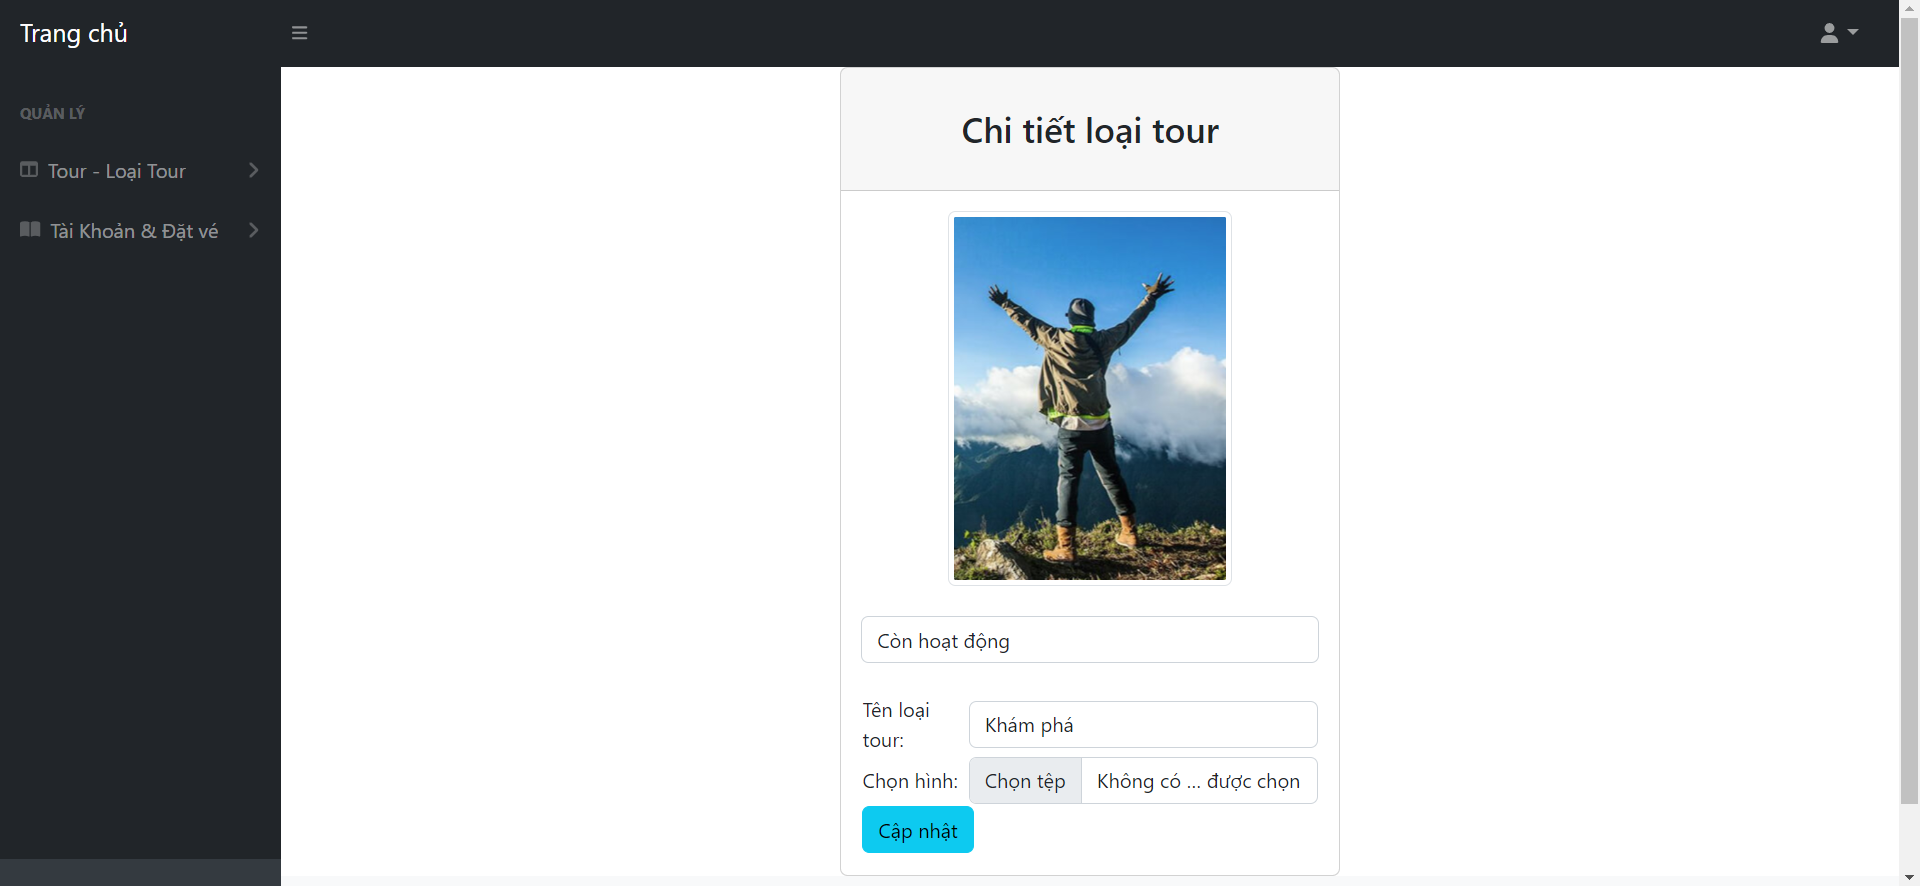 Trang chủ
QUẢN LÝ
Tour - Loại Tour
Tài Khoản & Đặt vé
Chi tiết loại tour
Còn hoạt động
Tên loại
tour:
Khám phá
Chọn hình:
Chọn tệp
Không có ... được chọn
Cập nhật